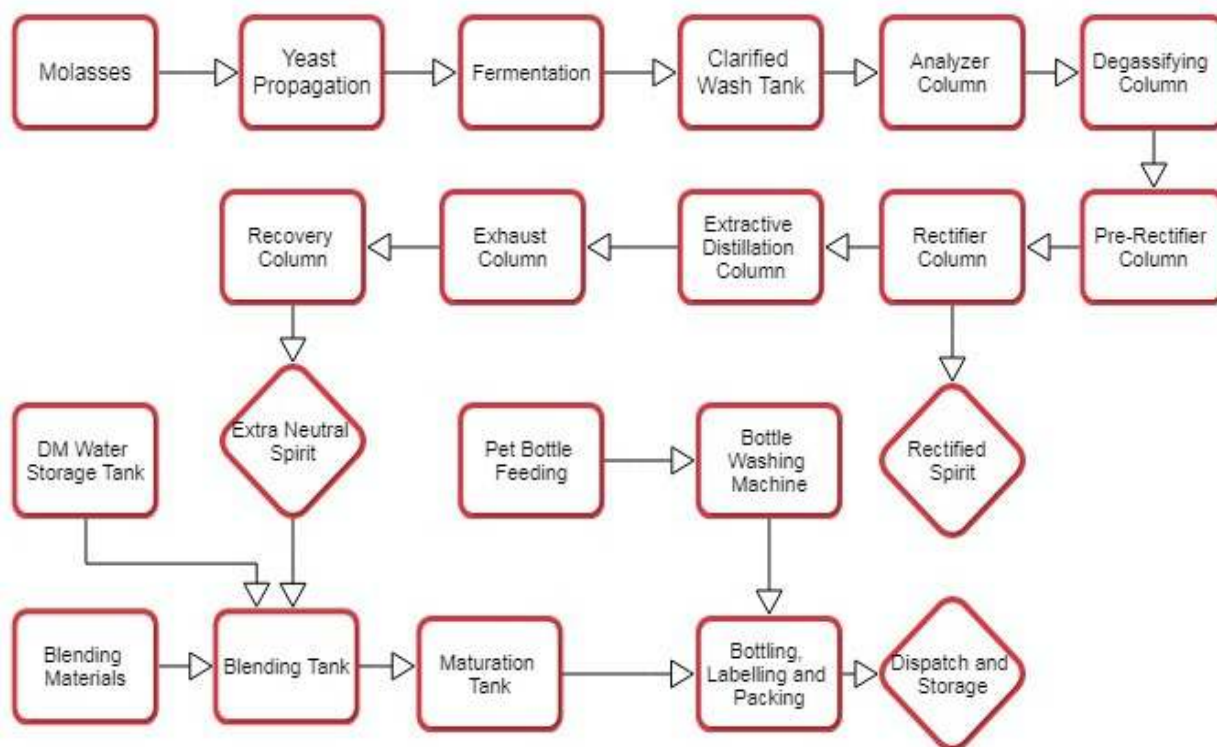 Molasses
Yeast
Propagation
Fermentation
Clarified
Wash Tank
Analyzer
Column
Degassifying
Column
Recovery
Column
Exhaust
Column
Extractive
Distillation
Column
Rectifier
Column
Pre-Rectifier
Column
DM Water
Storage Tank
Extra Neutral
Spirit
Pet Bottle
Feeding
Bottle
Washing
Machine
Rectified
Spirit
Blending
Materials
Blending Tank
Maturation
Tank
Bottling,
Labelling and
Packing
Dispatch and
Storage